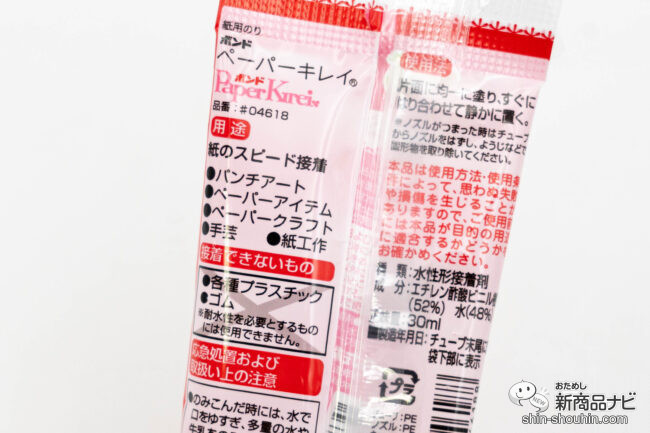 紙用のり
ボンド
ペーパーキレイ®
ボンド
PaperKirei
品番：#04618
用途
紙のスピード接着
●パンチアート
●ペーパーアイテム
●ペーパークラフト
●手芸 ●紙工作
接着できないもの
●各種プラスチック
●ゴム
※耐水性を必要とするもの
には使用できません。
応急処置および
取扱い上の注意
●のみこんだ時には、水で
口をゆすぎ、多量の水や
使用法
片面に均一に塗り、すぐに
はり合わせて静かに置く。
※ノズルがつまった時はチューブ
からノズルをはずし、ようじなどで
固形物を取り除いてください。
本品は使用方法・使用条
件によって、思わぬ失敗
や損傷を生じることが
ありますので、ご使用前
には本品が目的の用途
に適合するかどうか
お確かめください。
種類：水性形接着剤
成分：エチレン酢酸ビニル樹
(52%) 水(48%
30ml
製造年月日：チューブ末尾に
袋下部に表示
プラ
ノズル：PE
おためし
新商品ナビ
NEW
shin-shouhin.com